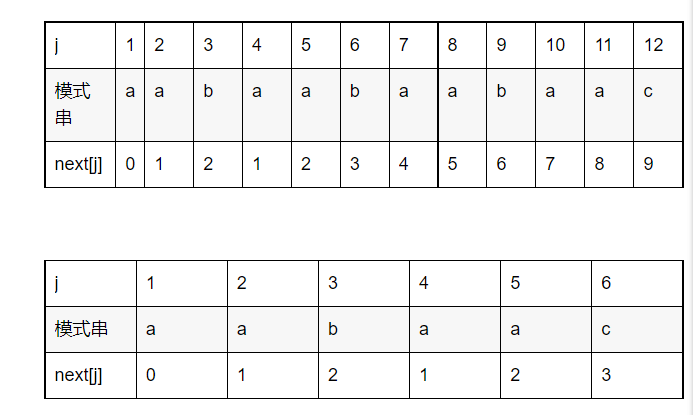 j 1 2 3 4 5 6 7 8 9 10 11 12
模式串 a a b a a b a a b a a c
next[j] 0 1 2 1 2 3 4 5 6 7 8 9
j 1 2 3 4 5 6
模式串 a a b a a c
next[j] 0 1 2 1 2 3